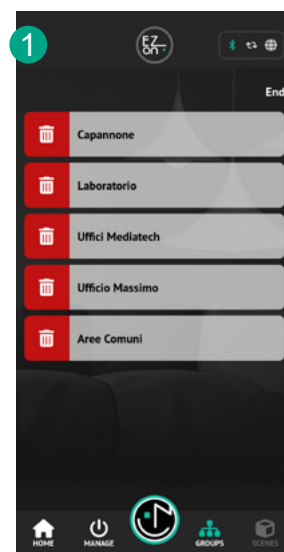 1
EZ
on
End
Capannone
Laboratorio
Uffici Mediatech
Ufficio Massimo
Aree Comuni
HOME MANAGE GROUPS SCENES